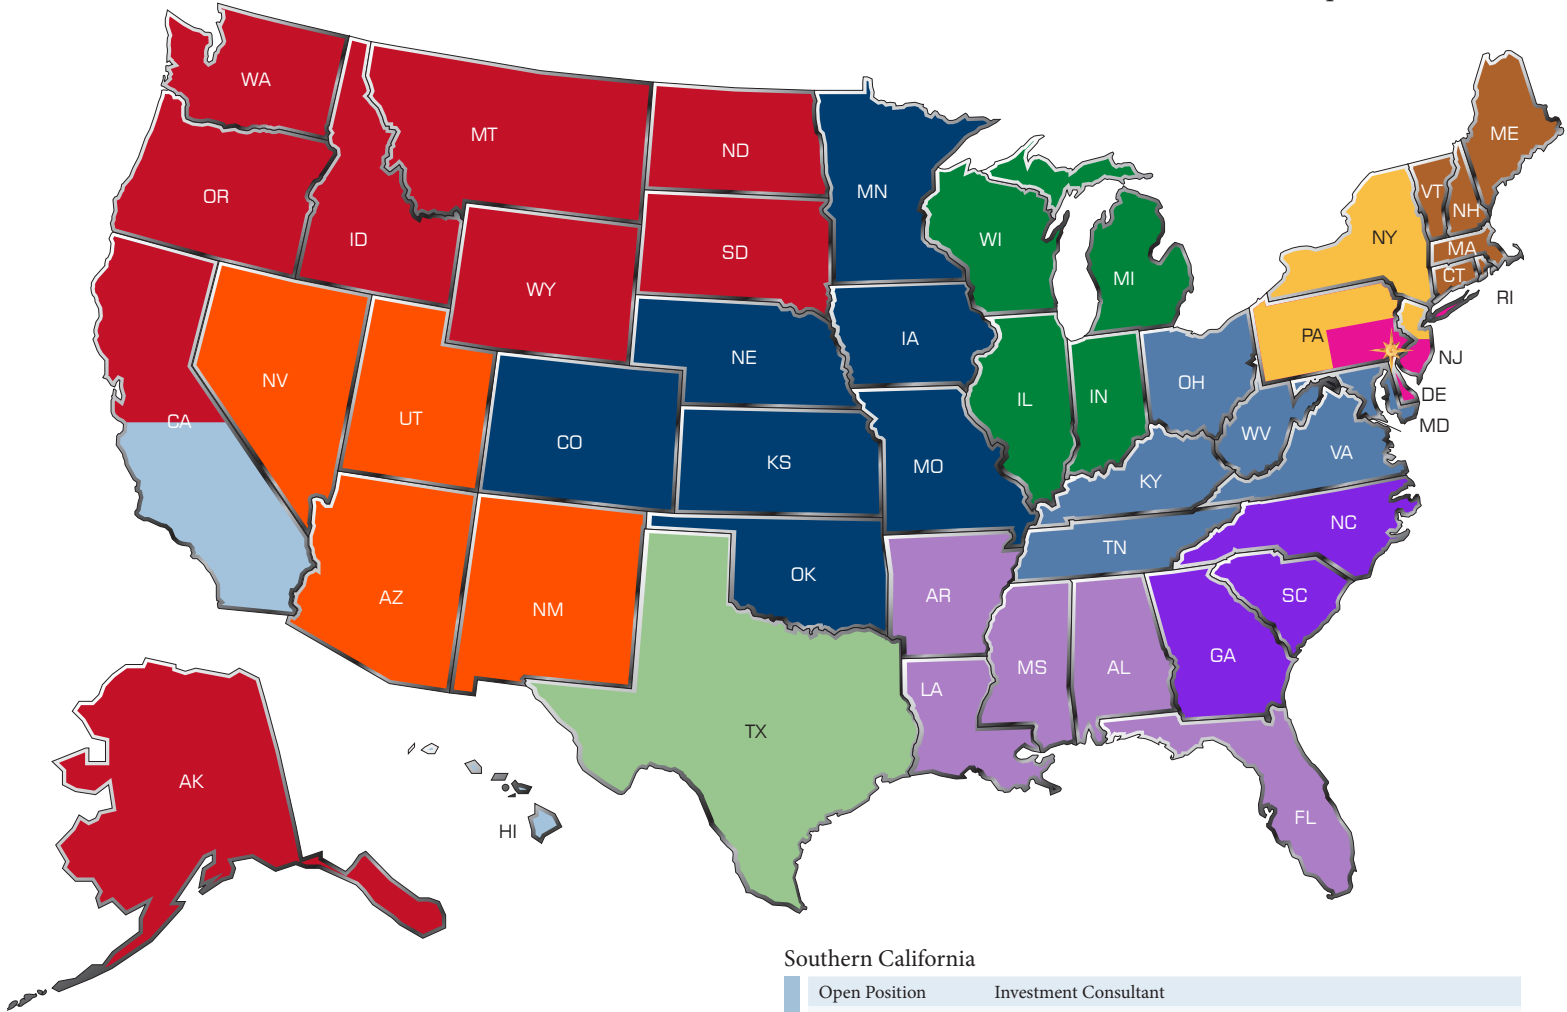 WA
MT
ND
MN
OR
ID
WY
SD
WI
MI
NY
VT
NH
ME
MA
CT
RI
NV
UT
CA
NE
IA
CO
KS
MO
IL
IN
OH
PA
NJ
DE
MD
WV
VA
KY
TN
NC
SC
AZ
NM
OK
AR
TX
LA
MS
AL
GA
FL
AK
HI
Southern California
Open Position Investment Consultant